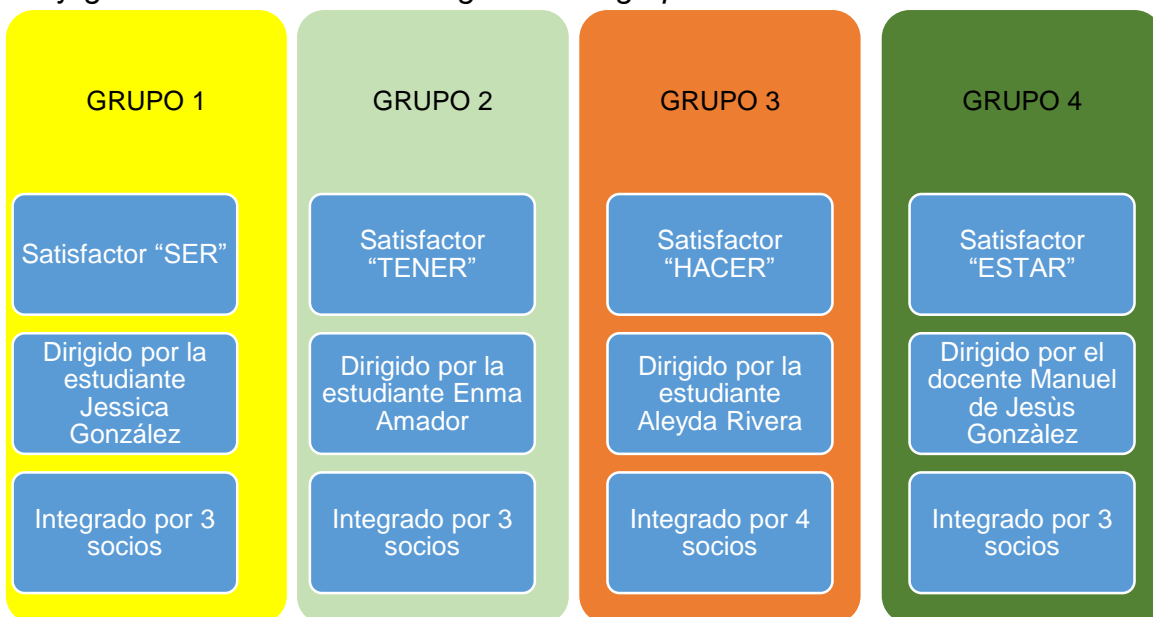 GRUPO 1
Satisfactor “SER”
Dirigido por la
estudiante
Jessica
González
Integrado por 3
socios
GRUPO 2
Satisfactor
“TENER”
Dirigido por la
estudiante Enma
Amador
Integrado por 3
socios
GRUPO 3
Satisfactor
“HACER”
Dirigido por la
estudiante
Aleyda Rivera
Integrado por 4
socios
GRUPO 4
Satisfactor
“ESTAR”
Dirigido por el
docente Manuel
de Jesùs
Gonzàlez
Integrado por 3
socios